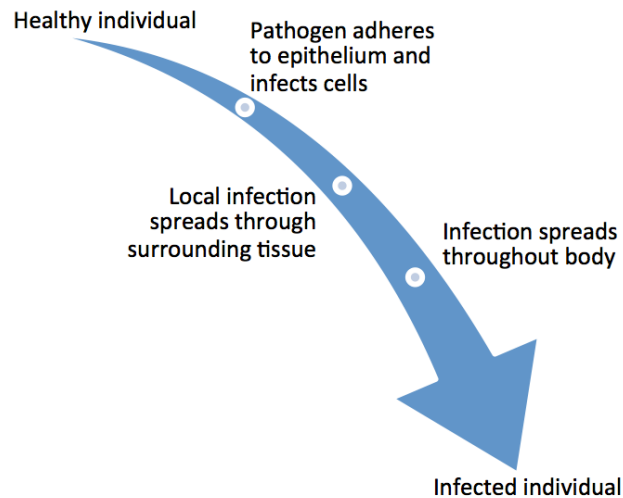 Healthy individual
Pathogen adheres
to epithelium and
infects cells
Local infection
spreads through
surrounding tissue
Infection spreads
throughout body
Infected individual